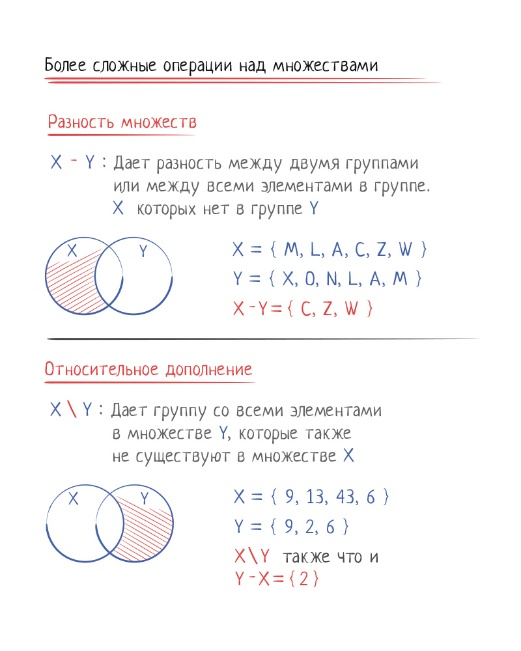 Более сложные операции над множествами
Разность множеств
X - Y : Дает разность между двумя группами
или между всеми элементами в группе.
X которых нет в группе Y
X Y
X = { M, L, A, C, Z, W }
Y = { X, O, N, L, A, M }
X - Y = { C, Z, W }
Относительное дополнение
X \ Y : Дает группу со всеми элементами
в множестве Y, которые также
не существуют в множестве X
X Y
X = { 9, 13, 43, 6 }
Y = { 9, 2, 6 }
X\Y также что и
Y - X = { 2 }